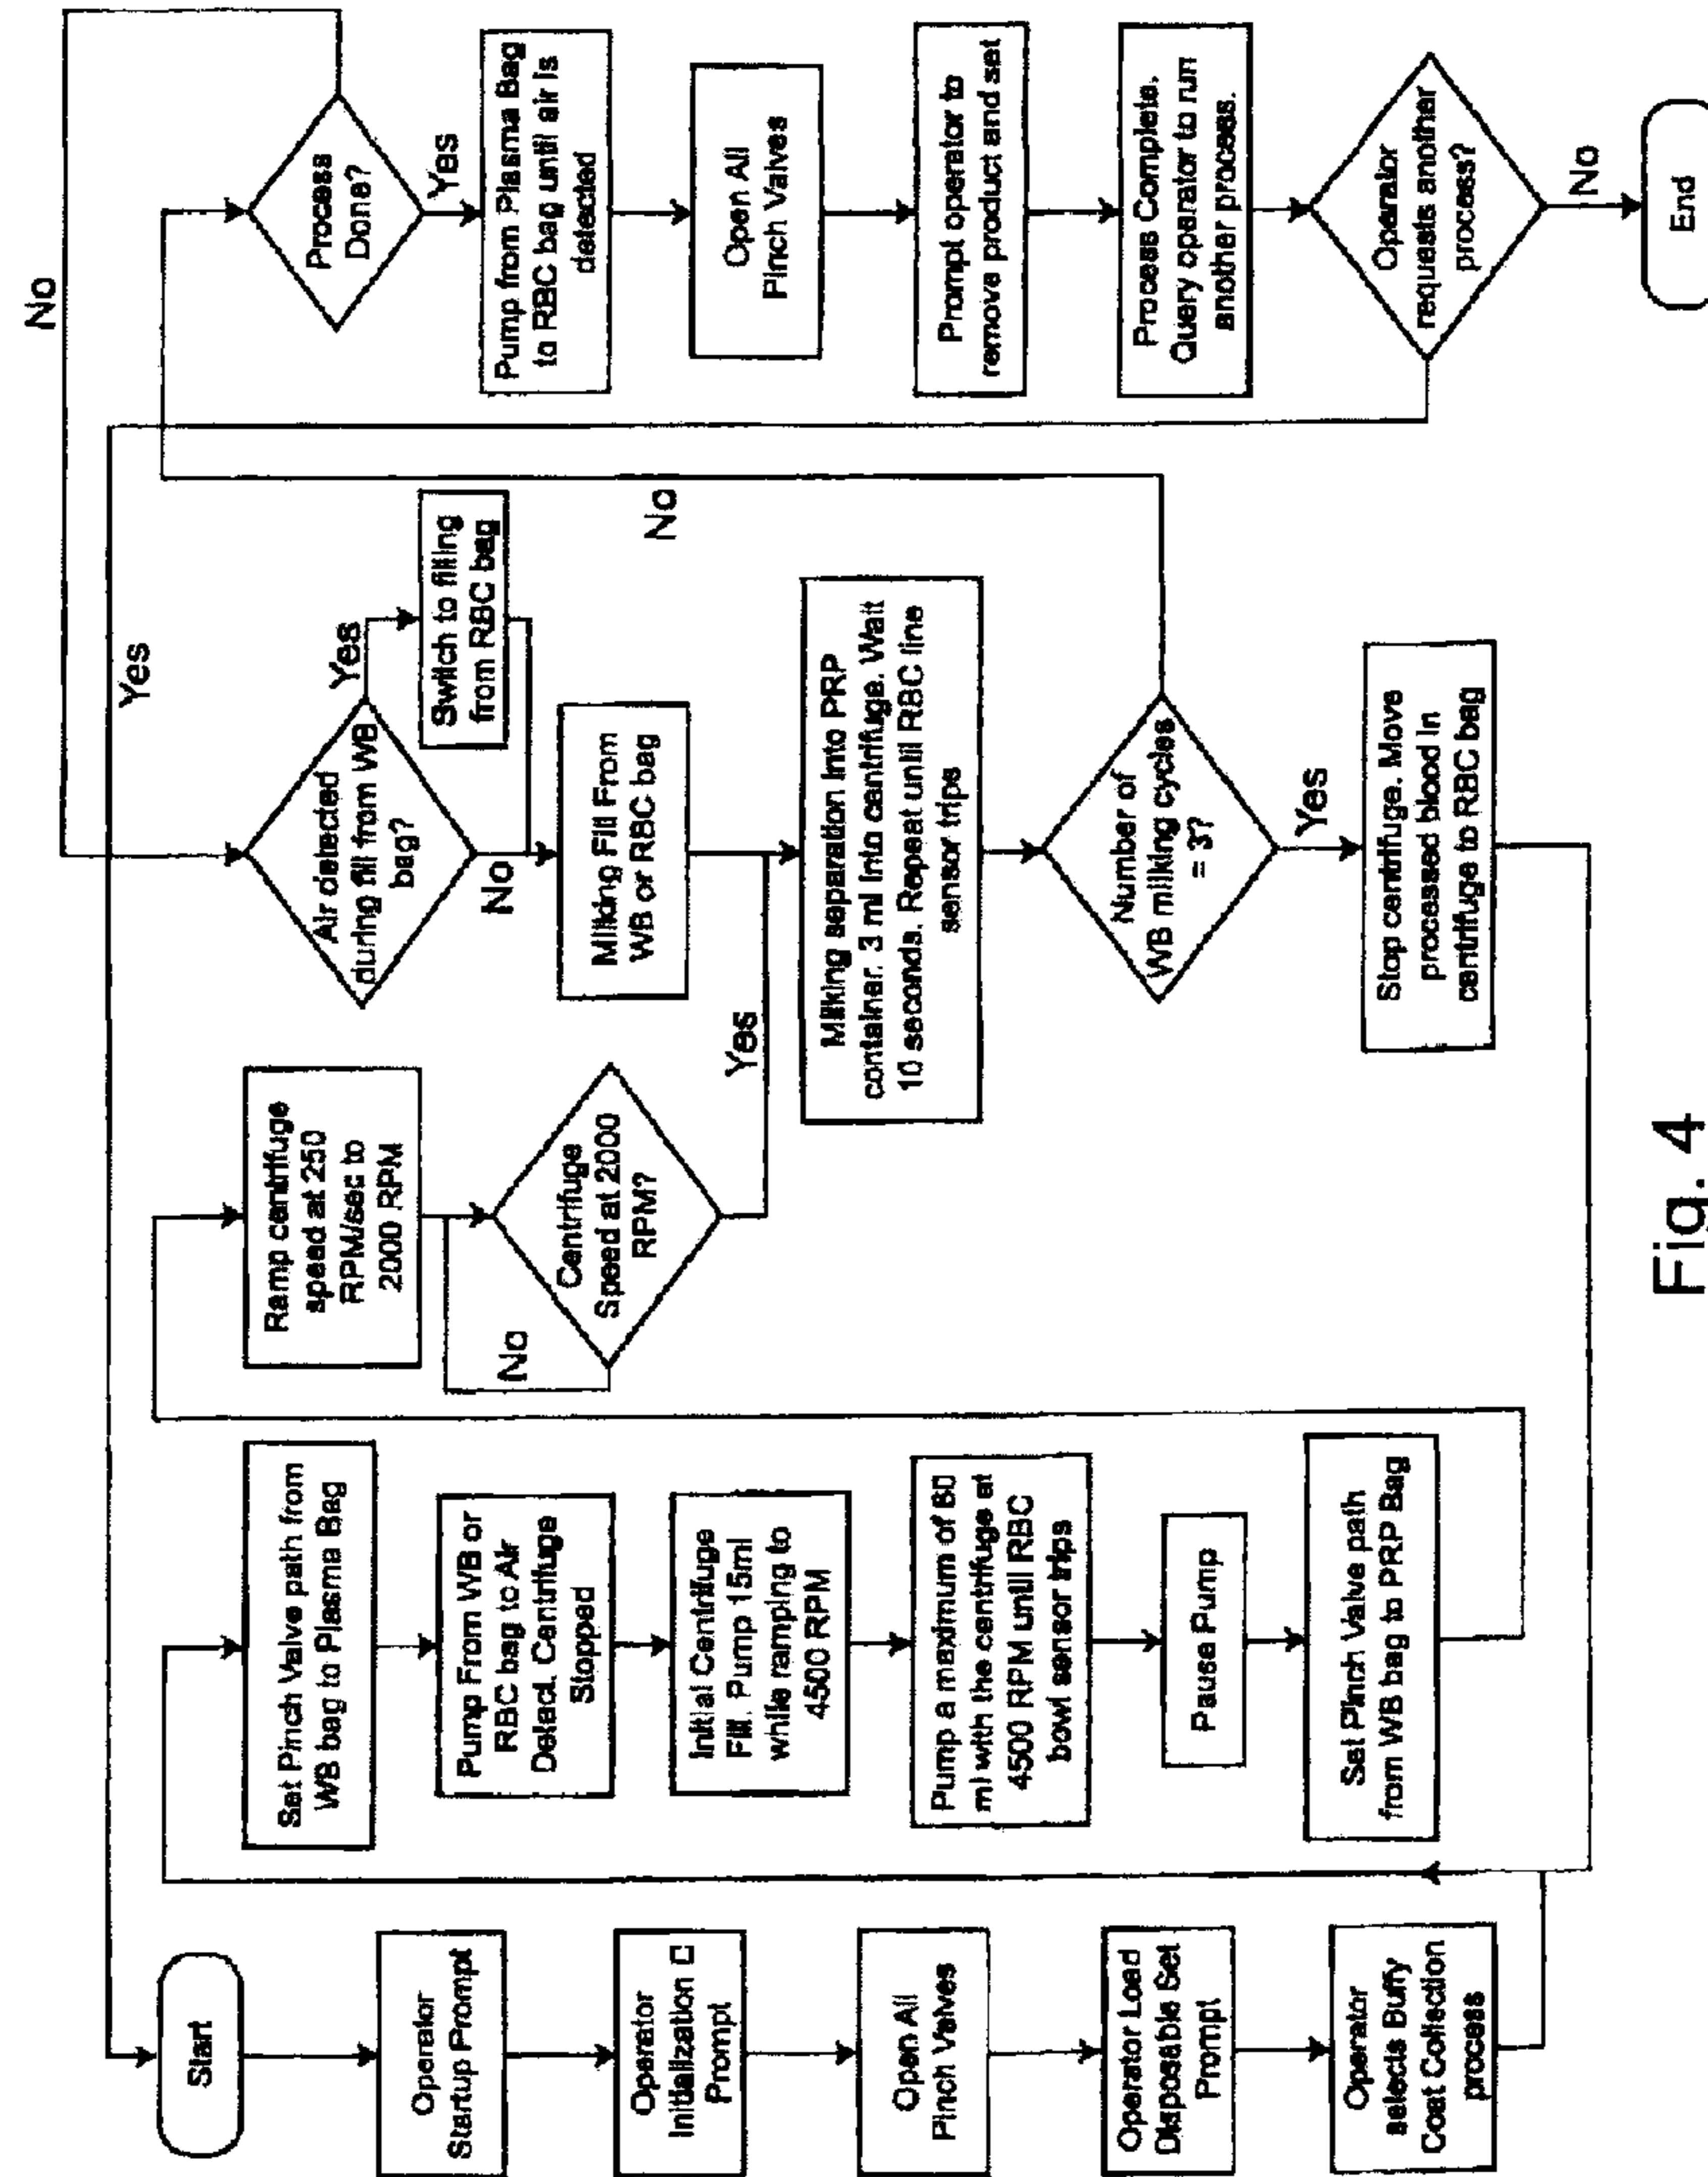 Start
Operator
Startup Prompt
Operator
Initialization
Prompt
Open All
Pinch Valves
Operator Load
Disposable Set
Prompt
Operator
selects Buffy
Coat Collection
process
Set Pinch Valve path from
WB bag to Plasma Bag
Pump From WB or
RBC bag to Air
Detect. Centrifuge
Stopped
Initial Centrifuge
Fill. Pump 15ml
while ramping to
4500 RPM
Pump a maximum of 60
ml with the centrifuge at
4500 RPM until RBC
bowl sensor trips
Pause Pump
Set Pinch Valve path
from WB bag to PRP Bag
Ramp centrifuge
speed at 250
RPM/sec to
2000 RPM
Centrifuge
Speed at 2000
RPM?
No
Yes
Air detected
during fill from WB
bag?
Yes
No
Switch to filling
from RBC bag
Milking Fill From
WB or RBC bag
Milking separation into PRP
container. 3 ml into centrifuge. Wait
10 seconds. Repeat until RBC line
sensor trips
Number of
WB milking cycles
= 3?
No
Yes
Stop centrifuge. Move
processed blood in
centrifuge to RBC bag
Process
Done?
No
Yes
Pump from Plasma Bag
to RBC bag until air is
detected
Open All
Pinch Valves
Prompt operator to
remove product and set
Process Complete.
Query operator to run
another process.
Operator
requests another
process?
Yes
No
End
Fig. 4